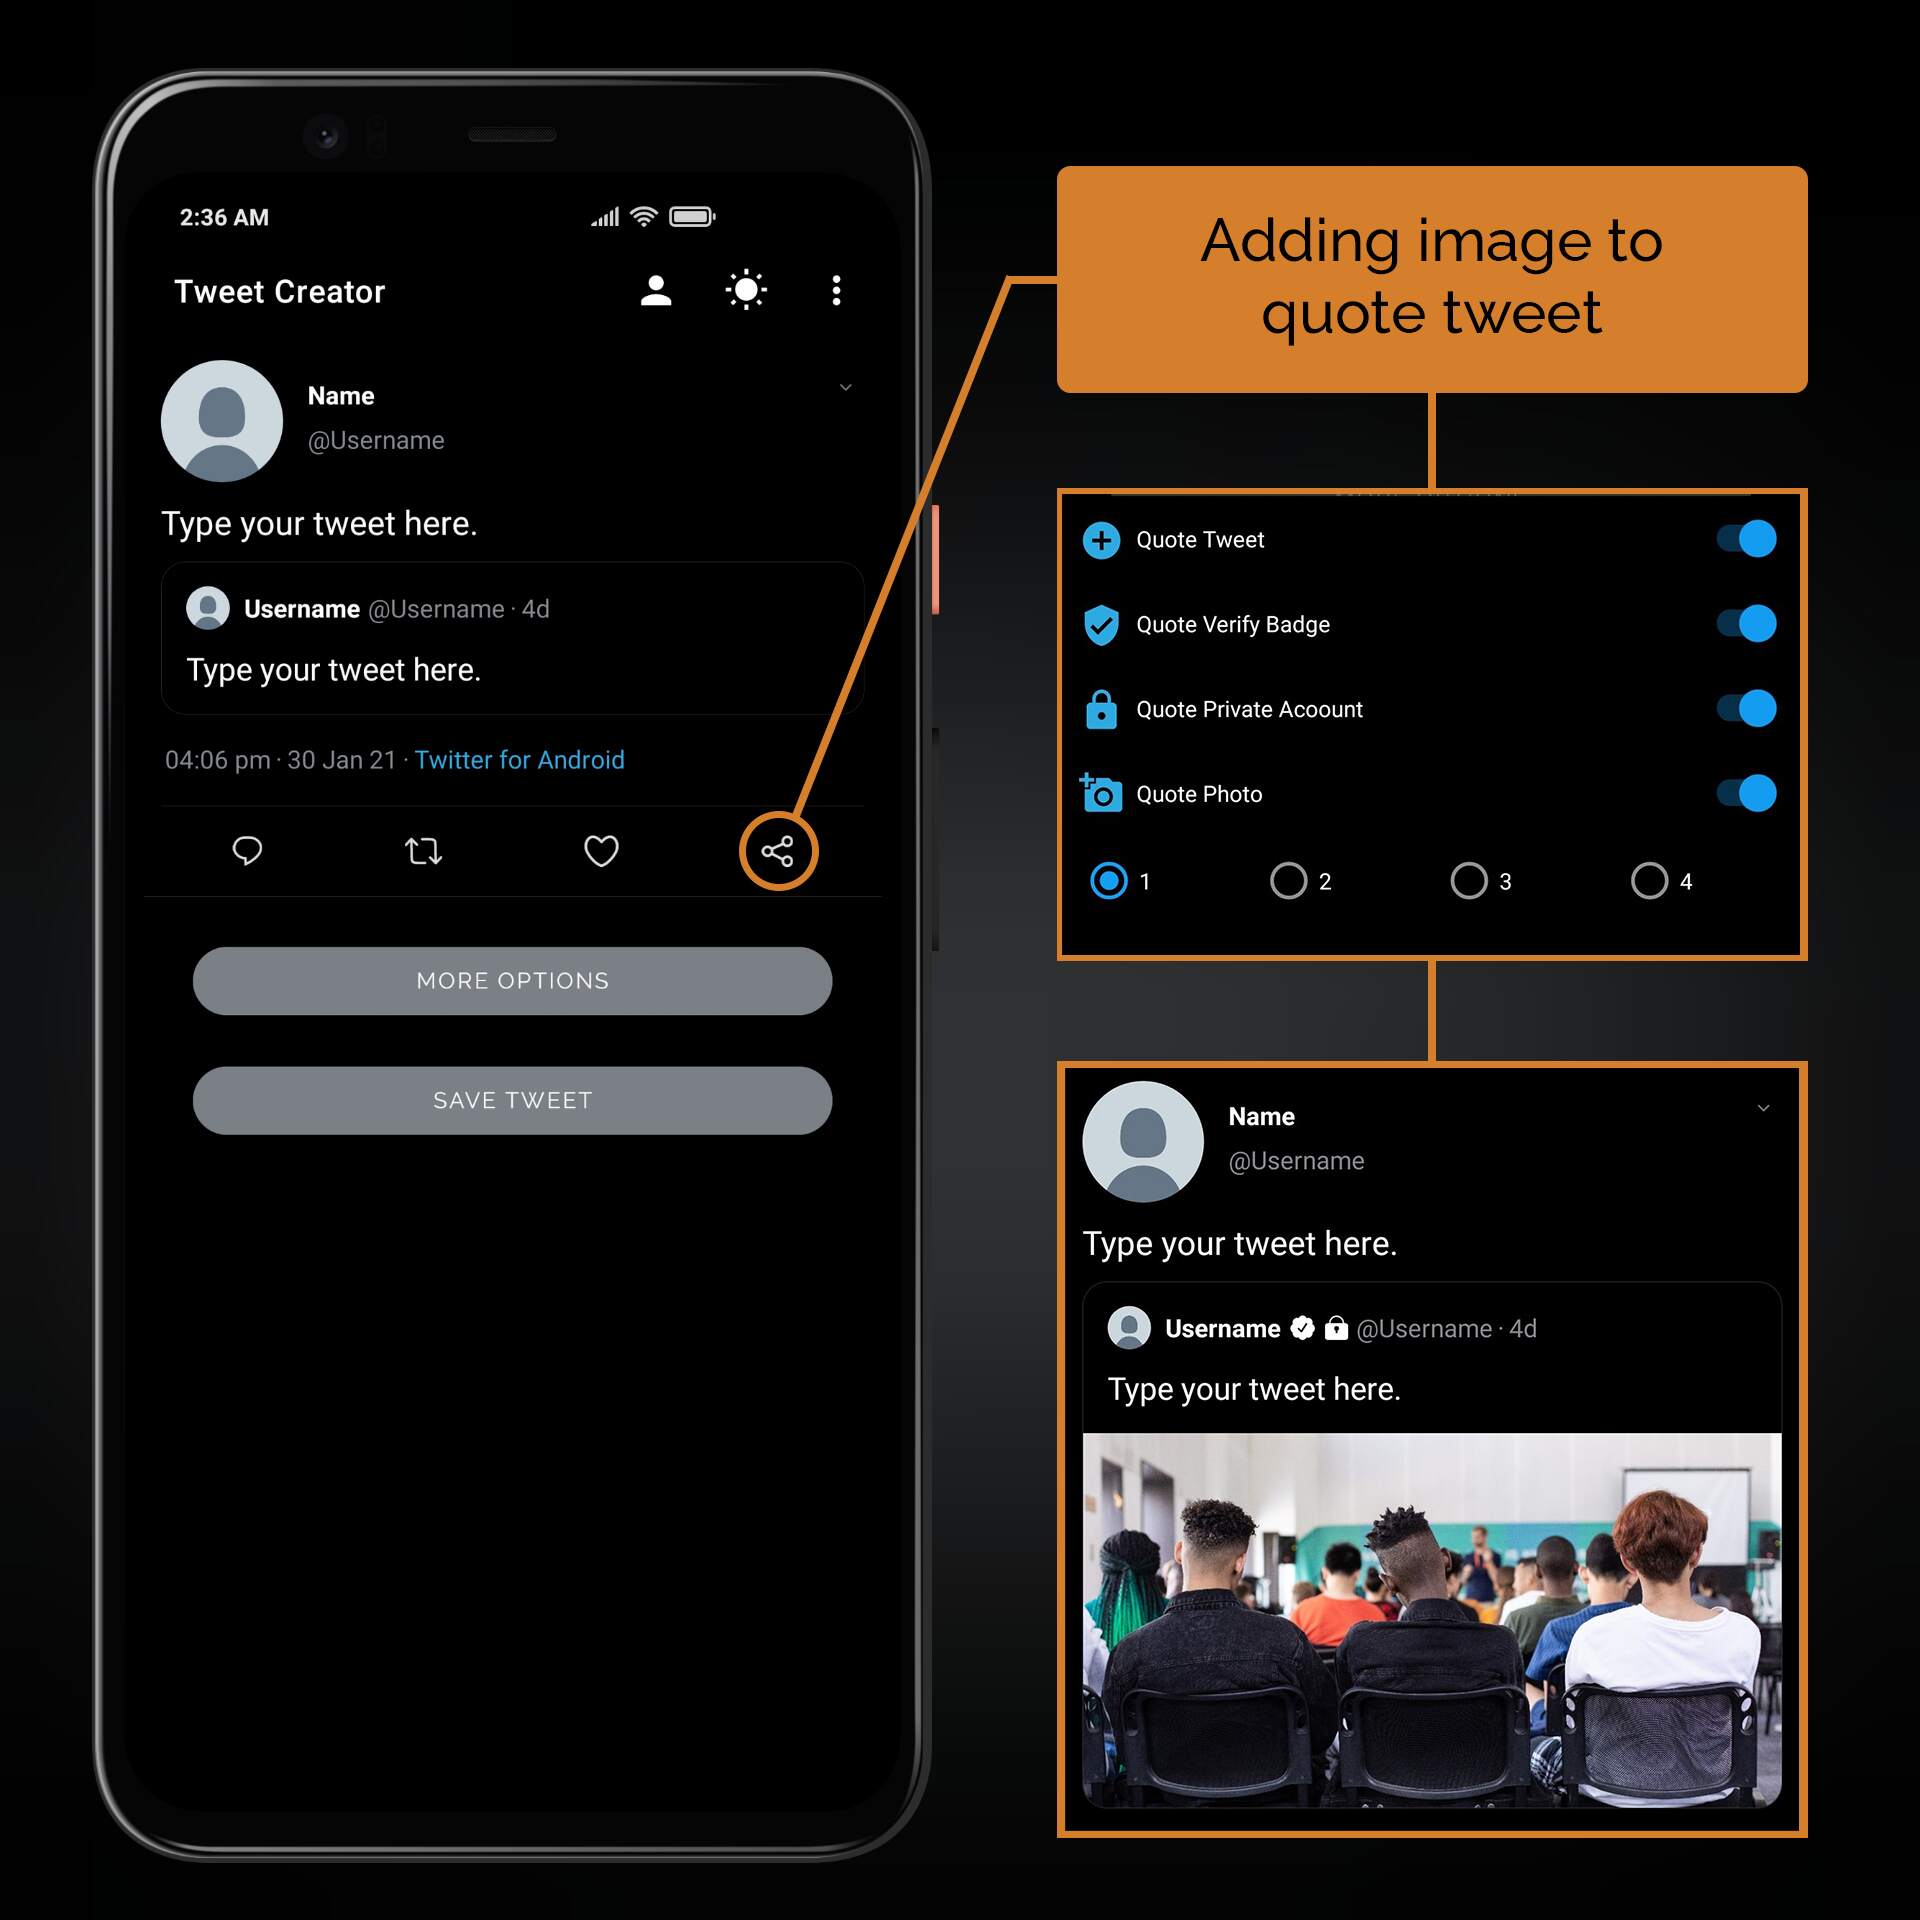 2:36 AM
Tweet Creator
Name
@Username
Type your tweet here.
Username @Username · 4d
Type your tweet here.
04:06 pm · 30 Jan 21 · Twitter for Android
MORE OPTIONS
SAVE TWEET
Adding image to
quote tweet
Quote Tweet
Quote Verify Badge
Quote Private Acoount
Quote Photo
1 2 3 4
Name
@Username
Type your tweet here.
Username @Username · 4d
Type your tweet here.